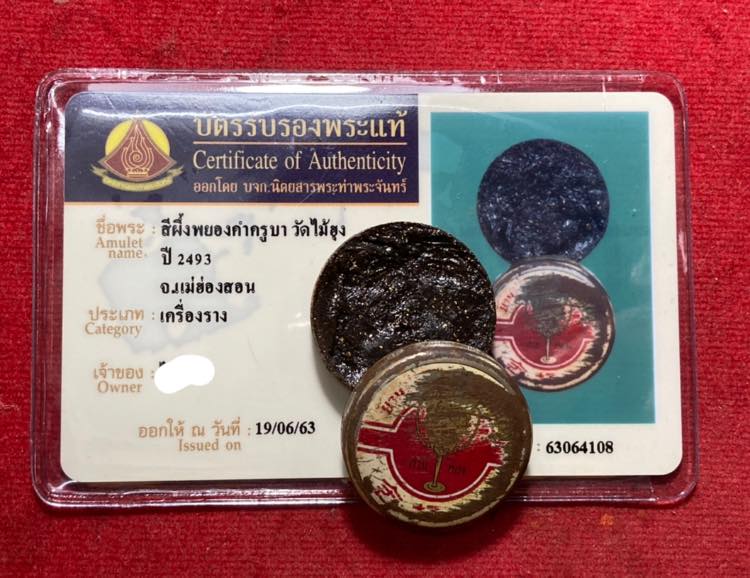 บัตรรับรองพระแท้
Certificate of Authenticity
ออกโดย บจก.นิตยสารพระท่าพระจันทร์
ชื่อพระ : สีผึ้งพยองคำครูบา วัดไม้ฮุง
Amulet name
ปี 2493
จ.แม่ฮ่องสอน
ประเภท : เครื่องราง
Category
เจ้าของ :
Owner
ออกให้ ณ วันที่ : 19/06/63
Issued on
: 63064108